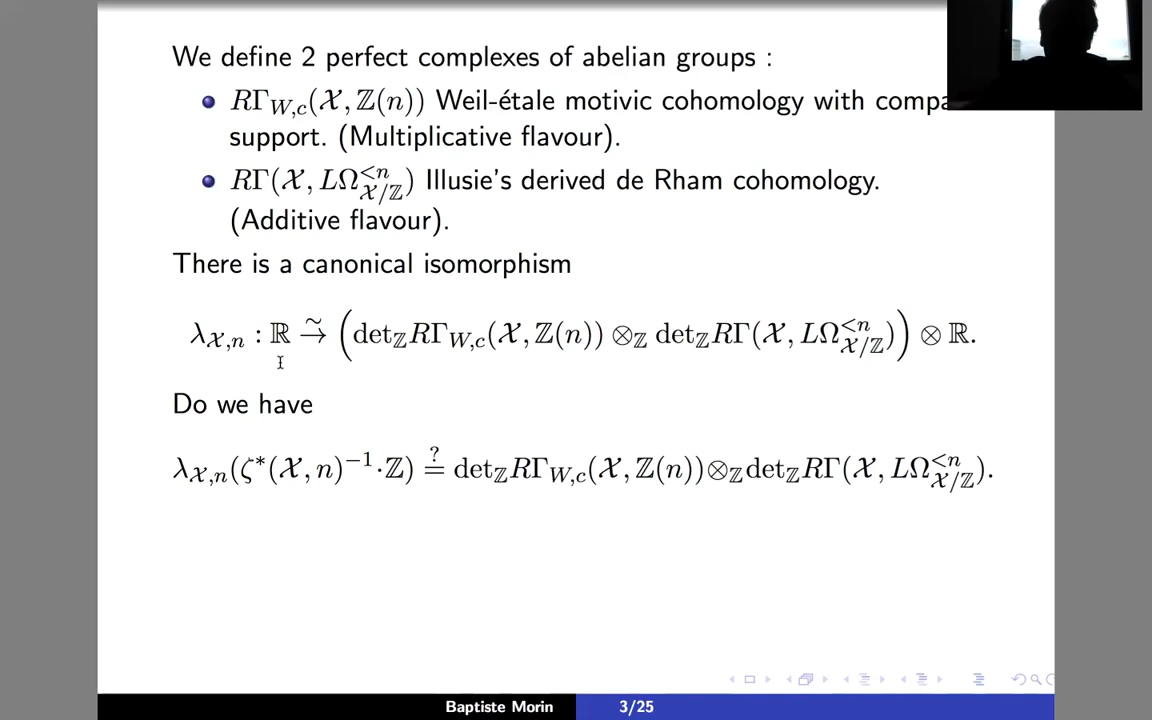 We define 2 perfect complexes of abelian groups :
RΓ_{W,c}(𝒳, ℤ(n)) Weil-étale motivic cohomology with
support. (Multiplicative flavour).
RΓ(𝒳, LΩ^{<n}_{𝒳/ℤ}) Illusie's derived de Rham cohomology.
(Additive flavour).
There is a canonical isomorphism
λ_{𝒳,n} : ℝ →̃ (det_ℤ RΓ_{W,c}(𝒳, ℤ(n)) ⊗_ℤ det_ℤ RΓ(𝒳, LΩ^{<n}_{𝒳/ℤ})) ⊗ ℝ.
Do we have
λ_{𝒳,n}(ζ*(𝒳, n)^{-1}·ℤ) =^? det_ℤ RΓ_{W,c}(𝒳, ℤ(n)) ⊗_ℤ det_ℤ RΓ(𝒳, LΩ^{<n}_{𝒳/ℤ}).
Baptiste Morin 3/25